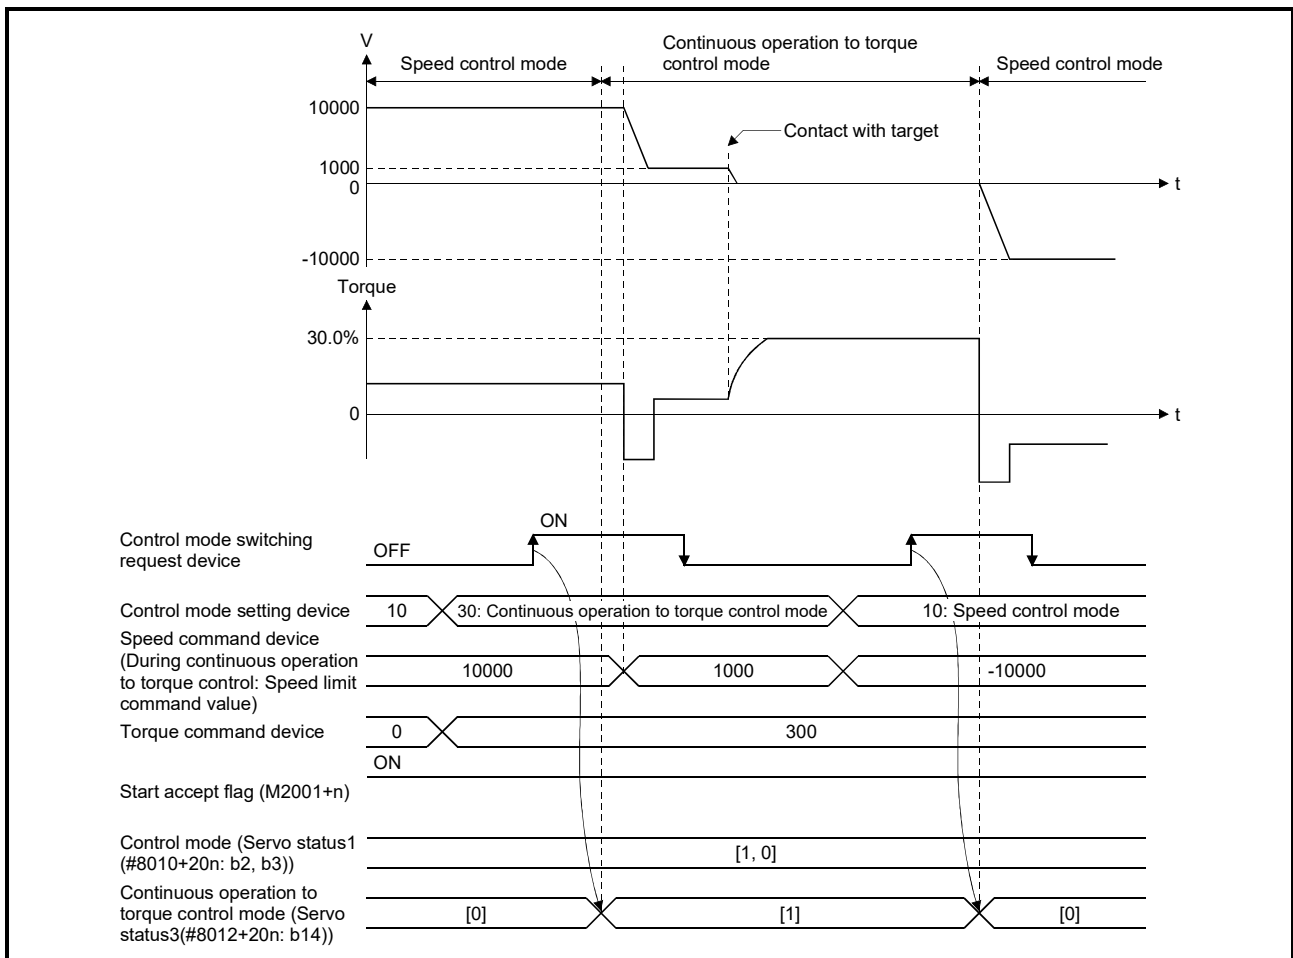 V
Speed control mode
Continuous operation to torque
control mode
Speed control mode
10000
Contact with target
1000
0
t
-10000
Torque
30.0%
0
t
Control mode switching
request device
OFF
ON
Control mode setting device
10
30: Continuous operation to torque control mode
10: Speed control mode
Speed command device
(During continuous operation
to torque control: Speed limit
command value)
10000
1000
-10000
Torque command device
0
300
ON
Start accept flag (M2001+n)
Control mode (Servo status1
(#8010+20n: b2, b3))
[1, 0]
Continuous operation to
torque control mode (Servo
status3(#8012+20n: b14))
[0]
[1]
[0]